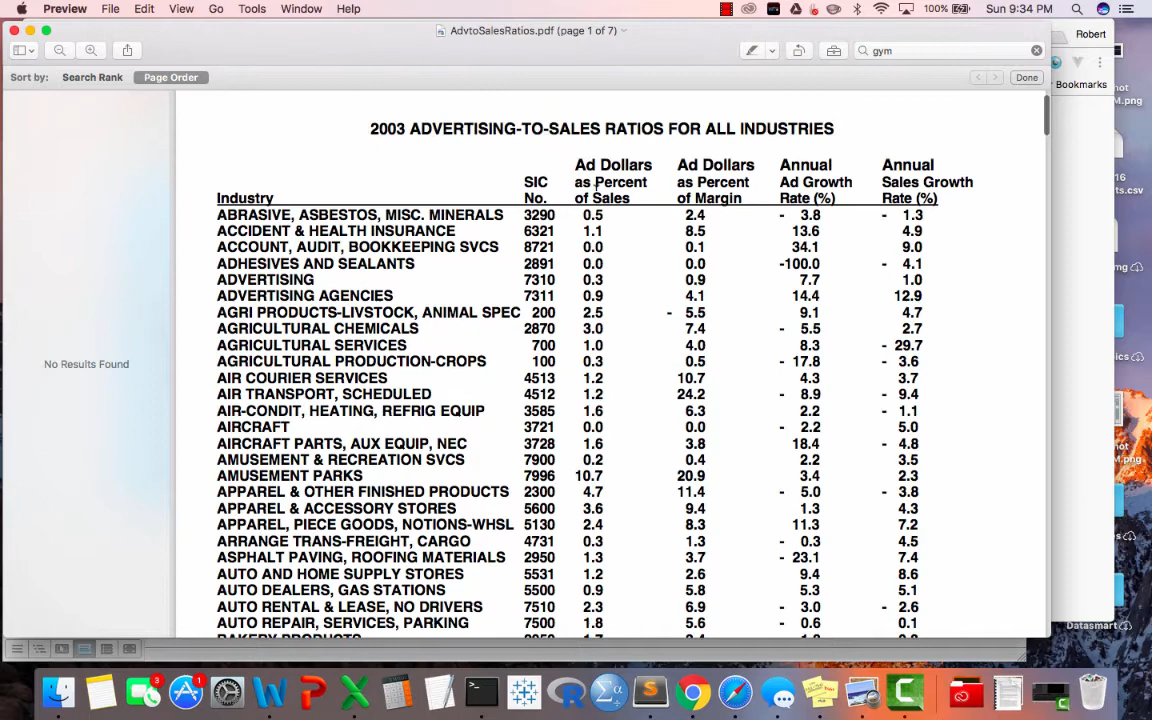 Preview File Edit View Go Tools Window Help 100% Sun 9:34 PM
AdvtoSalesRatios.pdf (page 1 of 7)
Robert
gym
Sort by: Search Rank Page Order Done
Bookmarks
No Results Found
2003 ADVERTISING-TO-SALES RATIOS FOR ALL INDUSTRIES
Ad Dollars Ad Dollars Annual Annual
SIC as Percent as Percent Ad Growth Sales Growth
Industry No. of Sales of Margin Rate (%) Rate (%)
ABRASIVE, ASBESTOS, MISC. MINERALS 3290 0.5 2.4 - 3.8 - 1.3
ACCIDENT & HEALTH INSURANCE 6321 1.1 8.5 13.6 4.9
ACCOUNT, AUDIT, BOOKKEEPING SVCS 8721 0.0 0.1 34.1 9.0
ADHESIVES AND SEALANTS 2891 0.0 0.0 -100.0 - 4.1
ADVERTISING 7310 0.3 0.9 7.7 1.0
ADVERTISING AGENCIES 7311 0.9 4.1 14.4 12.9
AGRI PRODUCTS-LIVSTOCK, ANIMAL SPEC 200 2.5 - 5.5 9.1 4.7
AGRICULTURAL CHEMICALS 2870 3.0 7.4 - 5.5 2.7
AGRICULTURAL SERVICES 700 1.0 4.0 8.3 - 29.7
AGRICULTURAL PRODUCTION-CROPS 100 0.3 0.5 - 17.8 - 3.6
AIR COURIER SERVICES 4513 1.2 10.7 4.3 3.7
AIR TRANSPORT, SCHEDULED 4512 1.2 24.2 - 8.9 - 9.4
AIR-CONDIT, HEATING, REFRIG EQUIP 3585 1.6 6.3 2.2 - 1.1
AIRCRAFT 3721 0.0 0.0 - 2.2 5.0
AIRCRAFT PARTS, AUX EQUIP, NEC 3728 1.6 3.8 18.4 - 4.8
AMUSEMENT & RECREATION SVCS 7900 0.2 0.4 2.2 3.5
AMUSEMENT PARKS 7996 10.7 20.9 3.4 2.3
APPAREL & OTHER FINISHED PRODUCTS 2300 4.7 11.4 - 5.0 - 3.8
APPAREL & ACCESSORY STORES 5600 3.6 9.4 1.3 4.3
APPAREL, PIECE GOODS, NOTIONS-WHSL 5130 2.4 8.3 11.3 7.2
ARRANGE TRANS-FREIGHT, CARGO 4731 0.3 1.3 - 0.3 4.5
ASPHALT PAVING, ROOFING MATERIALS 2950 1.3 3.7 - 23.1 7.4
AUTO AND HOME SUPPLY STORES 5531 1.2 2.6 9.4 8.6
AUTO DEALERS, GAS STATIONS 5500 0.9 5.8 5.3 5.1
AUTO RENTAL & LEASE, NO DRIVERS 7510 2.3 6.9 - 3.0 - 2.6
AUTO REPAIR, SERVICES, PARKING 7500 1.8 5.6 - 0.6 0.1
Datasmart
3
1